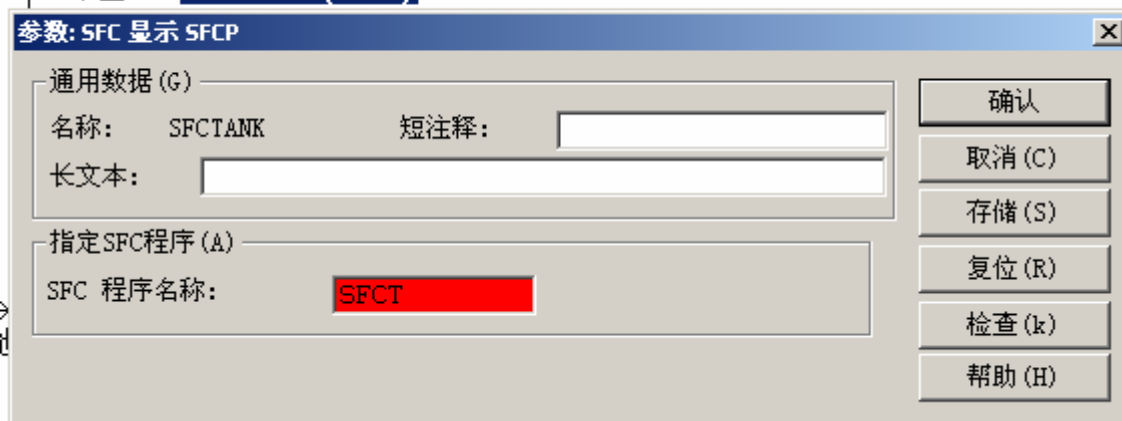 参数: SFC 显示 SFCP
通用数据(G)
名称: SFCTANK 短注释:
长文本:
指定SFC程序(A)
SFC 程序名称: SFCT
确认
取消(C)
存储(S)
复位(R)
检查(k)
帮助(H)